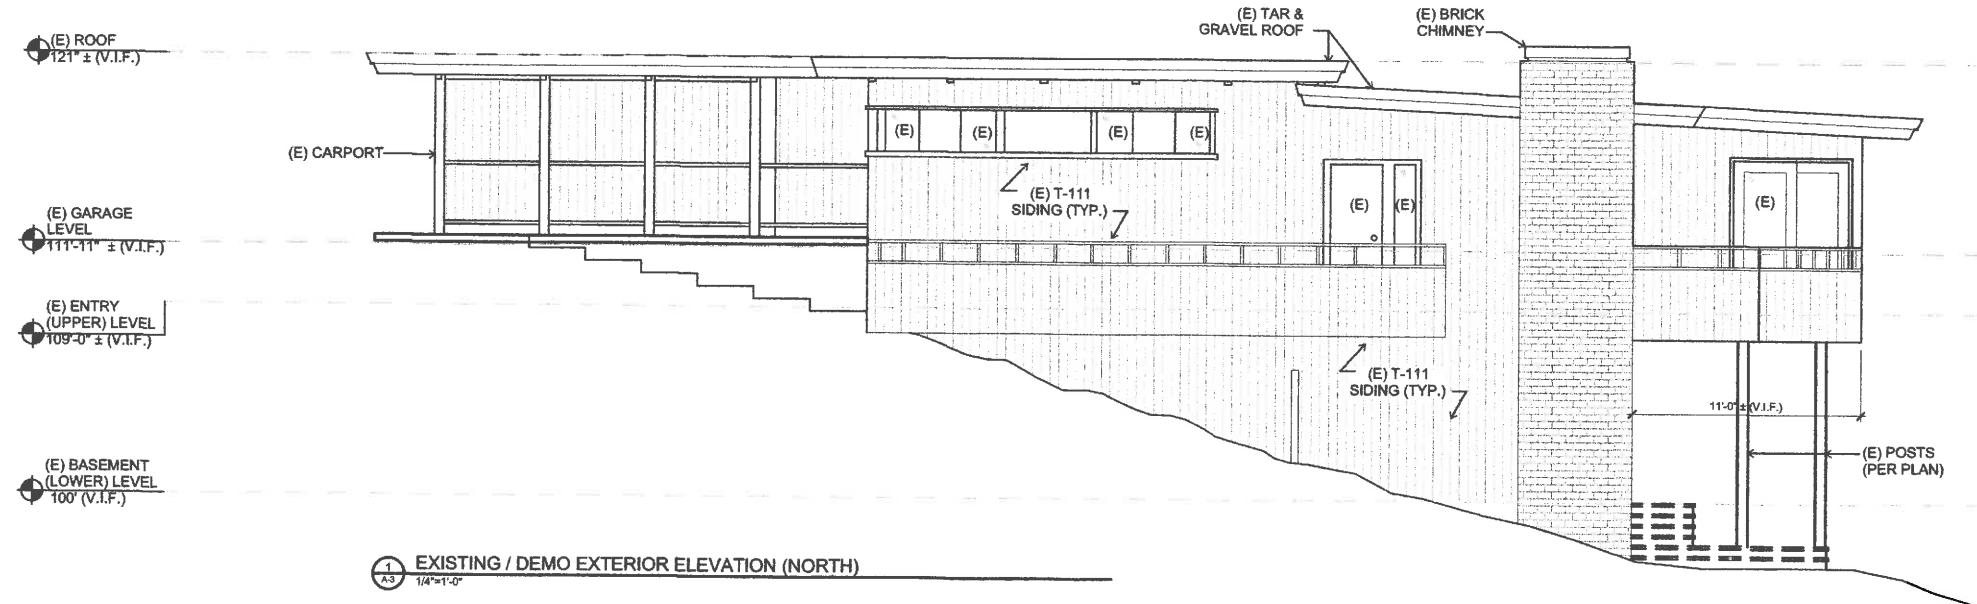 (E) TAR &
GRAVEL ROOF
(E) BRICK
CHIMNEY
(E) ROOF
121" ± (V.I.F.)
(E) (E) (E) (E)
(E) CARPORT
(E) T-111
SIDING (TYP.)
(E) (E)
(E)
(E) GARAGE
LEVEL
111'-11" ± (V.I.F.)
(E) ENTRY
(UPPER) LEVEL
109'-0" ± (V.I.F.)
(E) T-111
SIDING (TYP.)
11'-0" ± (V.I.F.)
(E) POSTS
(PER PLAN)
(E) BASEMENT
(LOWER) LEVEL
100' (V.I.F.)
1
A-3
EXISTING / DEMO EXTERIOR ELEVATION (NORTH)
1/4"=1'-0"